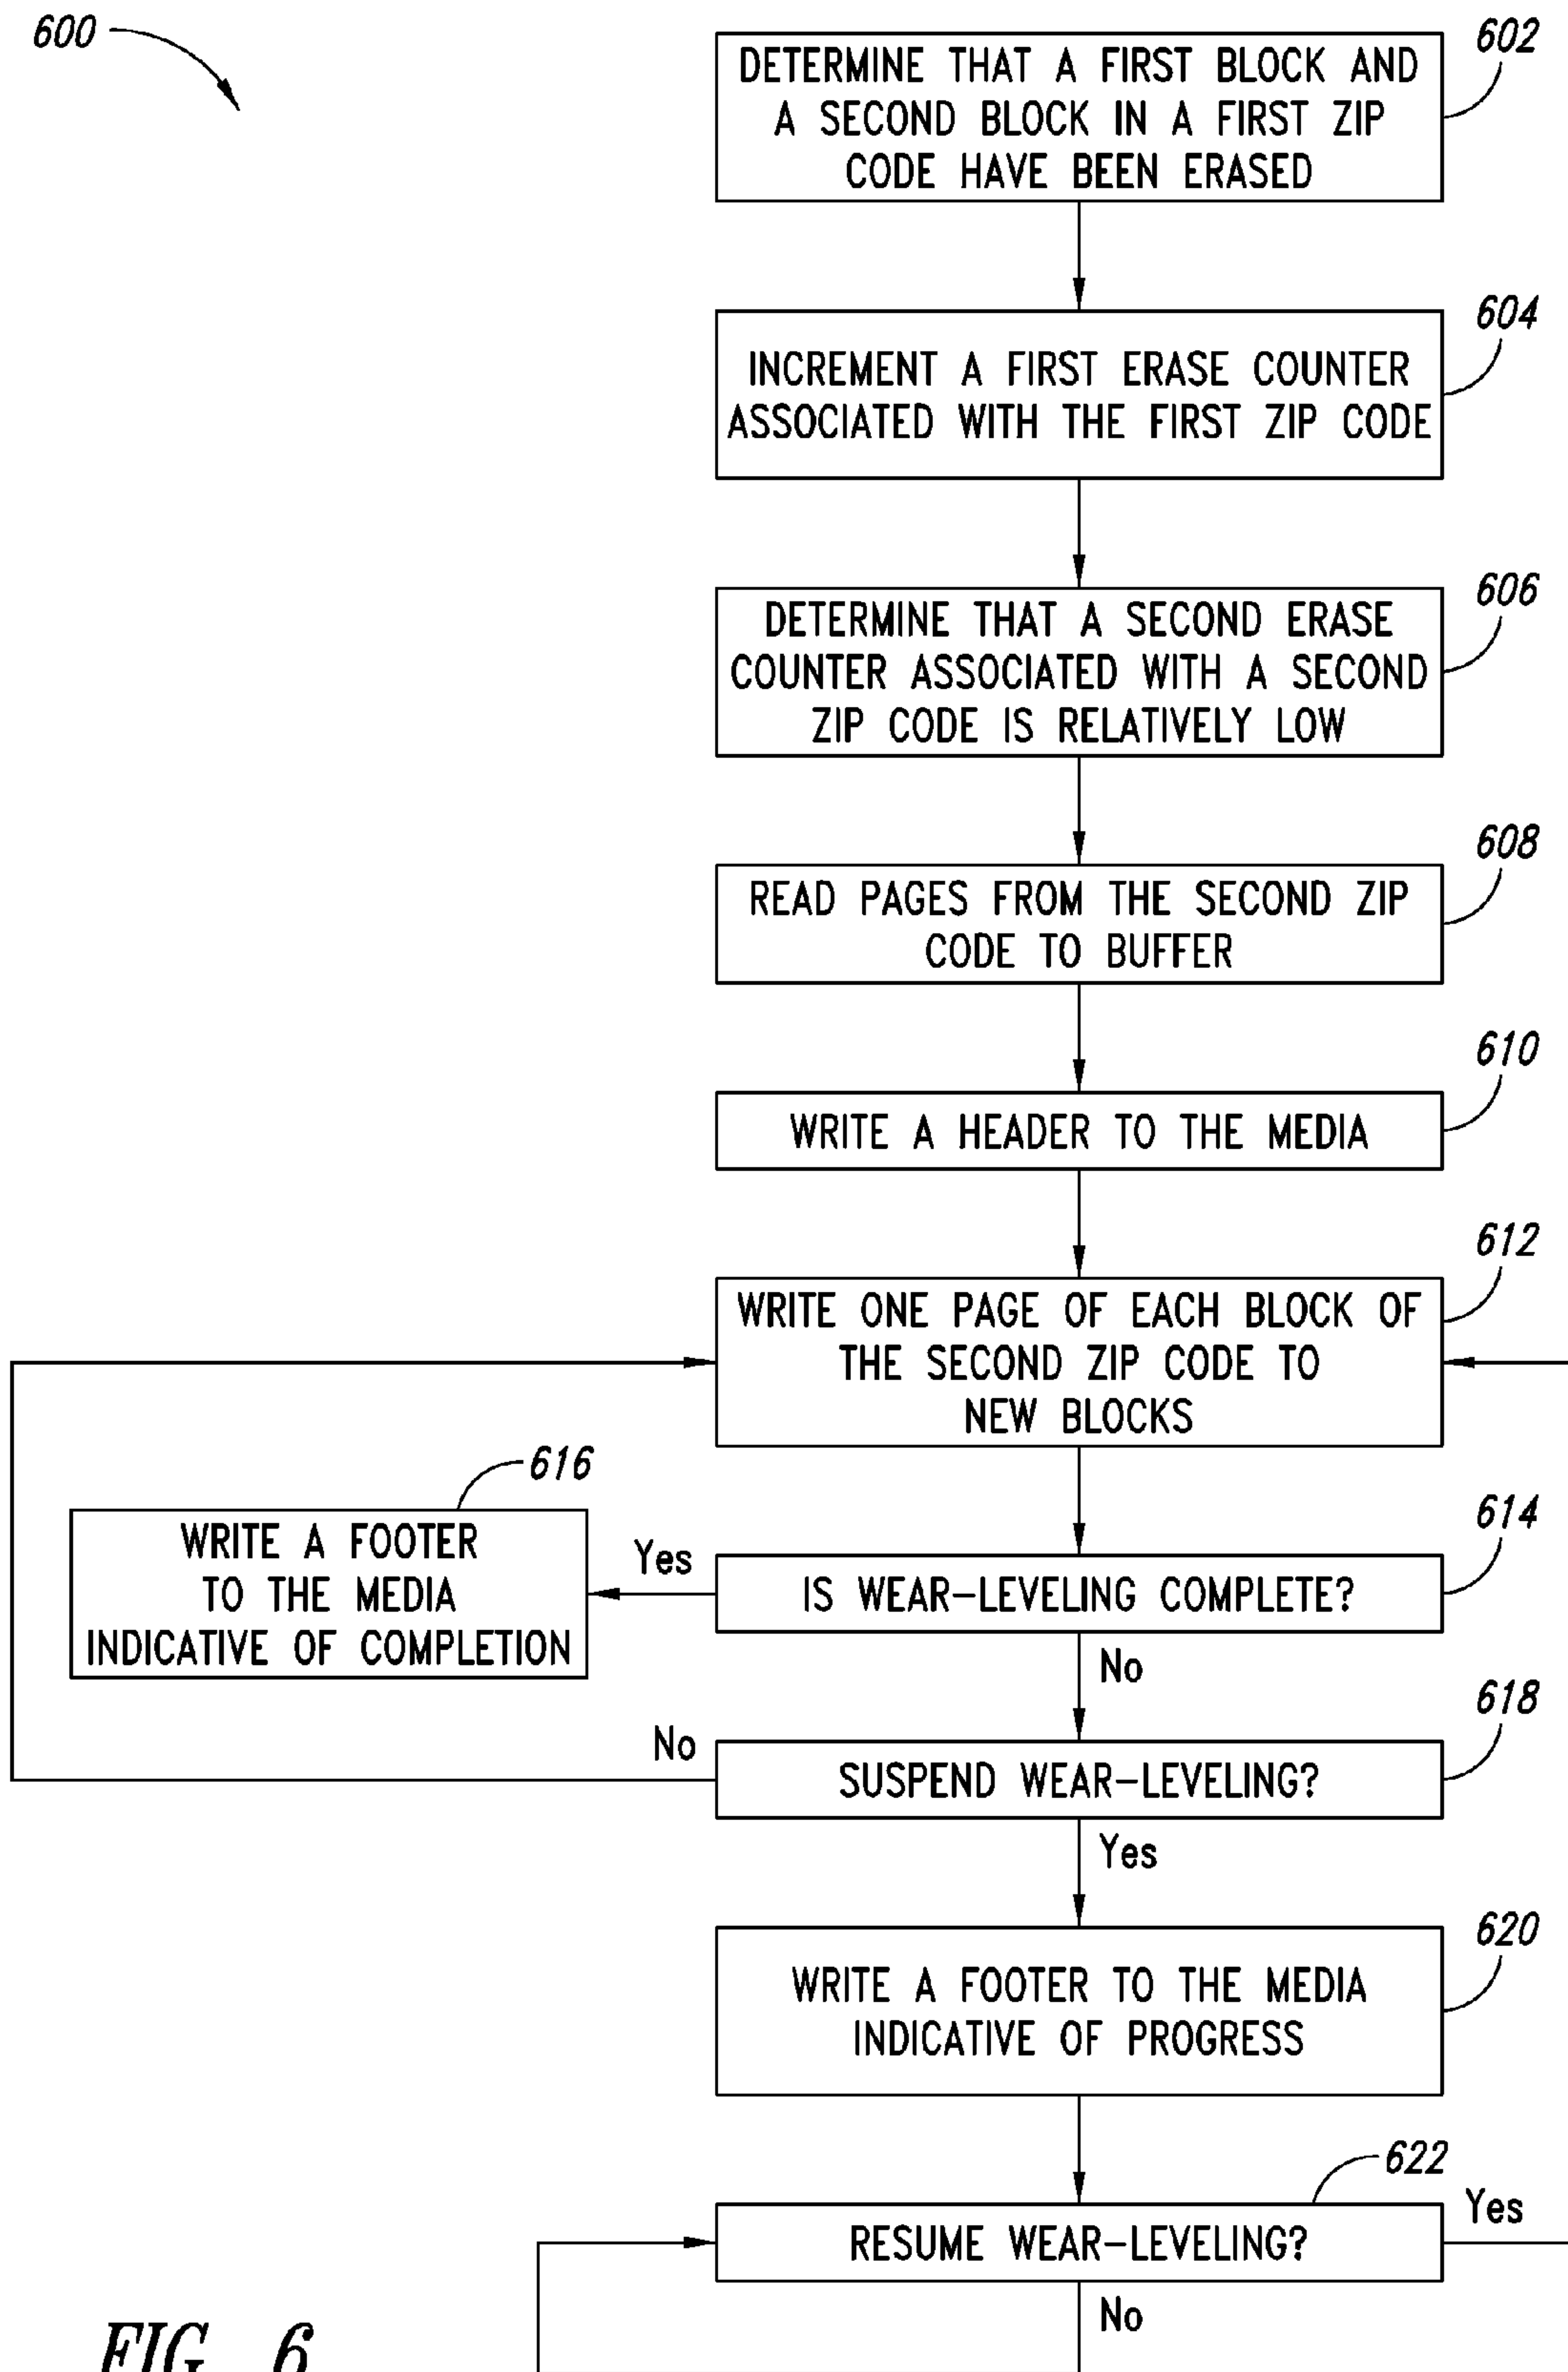 600
602
DETERMINE THAT A FIRST BLOCK AND
A SECOND BLOCK IN A FIRST ZIP
CODE HAVE BEEN ERASED
604
INCREMENT A FIRST ERASE COUNTER
ASSOCIATED WITH THE FIRST ZIP CODE
606
DETERMINE THAT A SECOND ERASE
COUNTER ASSOCIATED WITH A SECOND
ZIP CODE IS RELATIVELY LOW
608
READ PAGES FROM THE SECOND ZIP
CODE TO BUFFER
610
WRITE A HEADER TO THE MEDIA
612
WRITE ONE PAGE OF EACH BLOCK OF
THE SECOND ZIP CODE TO
NEW BLOCKS
616
WRITE A FOOTER
TO THE MEDIA
INDICATIVE OF COMPLETION
Yes
614
IS WEAR-LEVELING COMPLETE?
No
618
No
SUSPEND WEAR-LEVELING?
Yes
620
WRITE A FOOTER TO THE MEDIA
INDICATIVE OF PROGRESS
622
RESUME WEAR-LEVELING?
Yes
No
FIG. 6